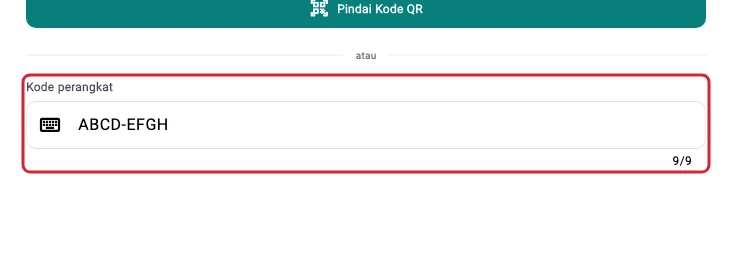 Pindai Kode QR
atau
Kode perangkat
ABCD-EFGH
9/9